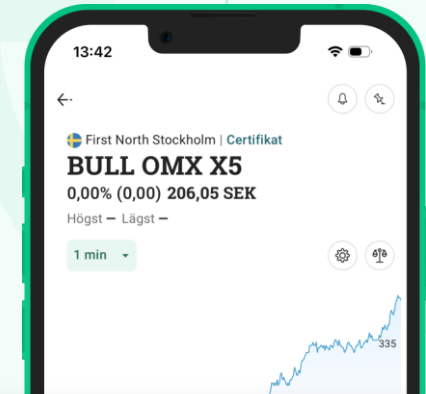 13:42
First North Stockholm | Certifikat
BULL OMX X5
0,00% (0,00) 206,05 SEK
Högst – Lägst –
1 min
335